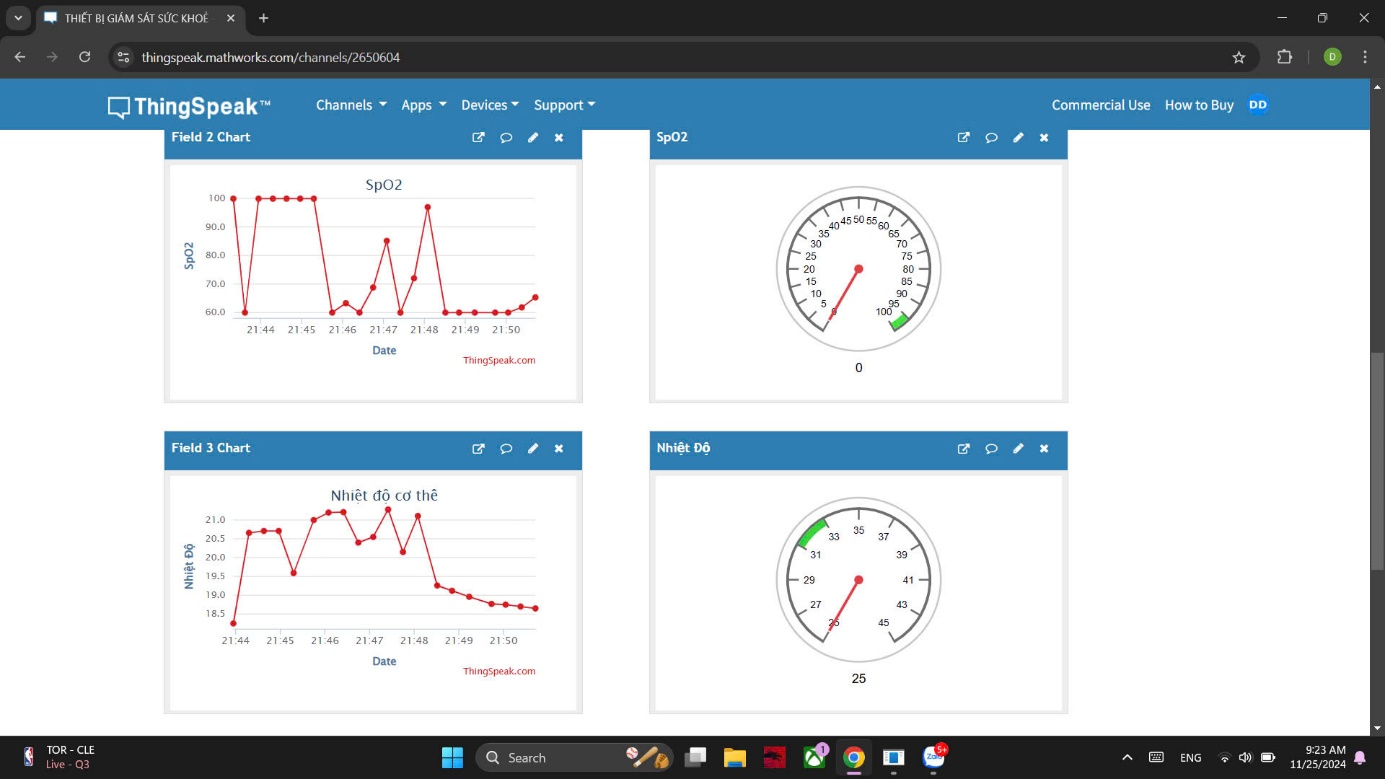 THIẾT BỊ GIÁM SÁT SỨC KHOẺ
thingspeak.mathworks.com/channels/2650604
ThingSpeak™ Channels Apps Devices Support Commercial Use How to Buy DD
Field 2 Chart
SpO2
100
90.0
80.0
70.0
60.0
SpO2
21:44 21:45 21:46 21:47 21:48 21:49 21:50
Date
ThingSpeak.com
SpO2
0 5 10 15 20 25 30 35 40 45 50 55 60 65 70 75 80 85 90 95 100
0
Field 3 Chart
Nhiệt độ cơ thể
21.0
20.5
20.0
19.5
19.0
18.5
Nhiệt Độ
21:44 21:45 21:46 21:47 21:48 21:49 21:50
Date
ThingSpeak.com
Nhiệt Độ
25 27 29 31 33 35 37 39 41 43 45
25
TOR - CLE
Live - Q3
Search
1
Zalo
5+
ENG
9:23 AM
11/25/2024
D